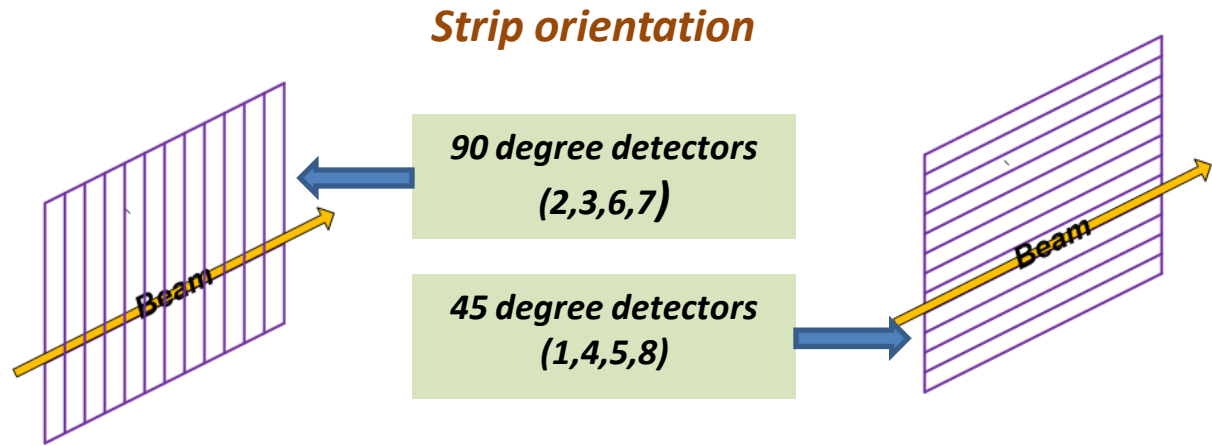 Strip orientation
90 degree detectors
(2,3,6,7)
45 degree detectors
(1,4,5,8)
Beam
Beam